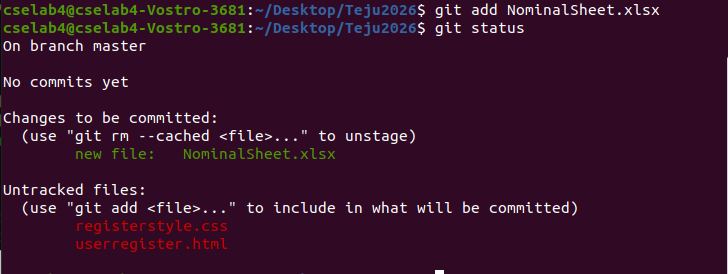 cselab4@cselab4-Vostro-3681:~/Desktop/Teju2026$ git add NominalSheet.xlsx
cselab4@cselab4-Vostro-3681:~/Desktop/Teju2026$ git status
On branch master

No commits yet

Changes to be committed:
  (use "git rm --cached <file>..." to unstage)
        new file:   NominalSheet.xlsx

Untracked files:
  (use "git add <file>..." to include in what will be committed)
        registerstyle.css
        userregister.html